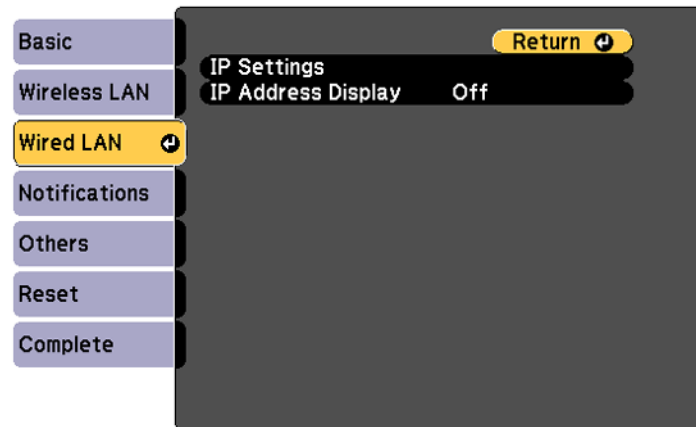 Basic
Wireless LAN
Wired LAN
Notifications
Others
Reset
Complete
Return
IP Settings
IP Address Display Off